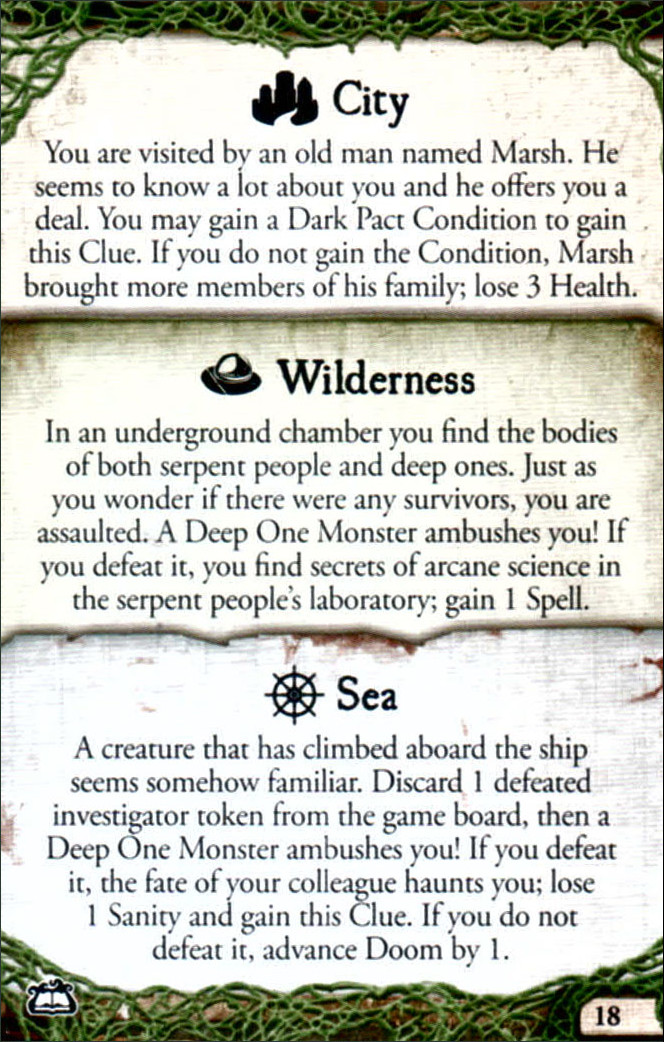 City
You are visited by an old man named Marsh. He
seems to know a lot about you and he offers you a
deal. You may gain a Dark Pact Condition to gain
this Clue. If you do not gain the Condition, Marsh
brought more members of his family; lose 3 Health.
Wilderness
In an underground chamber you find the bodies
of both serpent people and deep ones. Just as
you wonder if there were any survivors, you are
assaulted. A Deep One Monster ambushes you! If
you defeat it, you find secrets of arcane science in
the serpent people's laboratory; gain 1 Spell.
Sea
A creature that has climbed aboard the ship
seems somehow familiar. Discard 1 defeated
investigator token from the game board, then a
Deep One Monster ambushes you! If you defeat
it, the fate of your colleague haunts you; lose
1 Sanity and gain this Clue. If you do not
defeat it, advance Doom by 1.
18